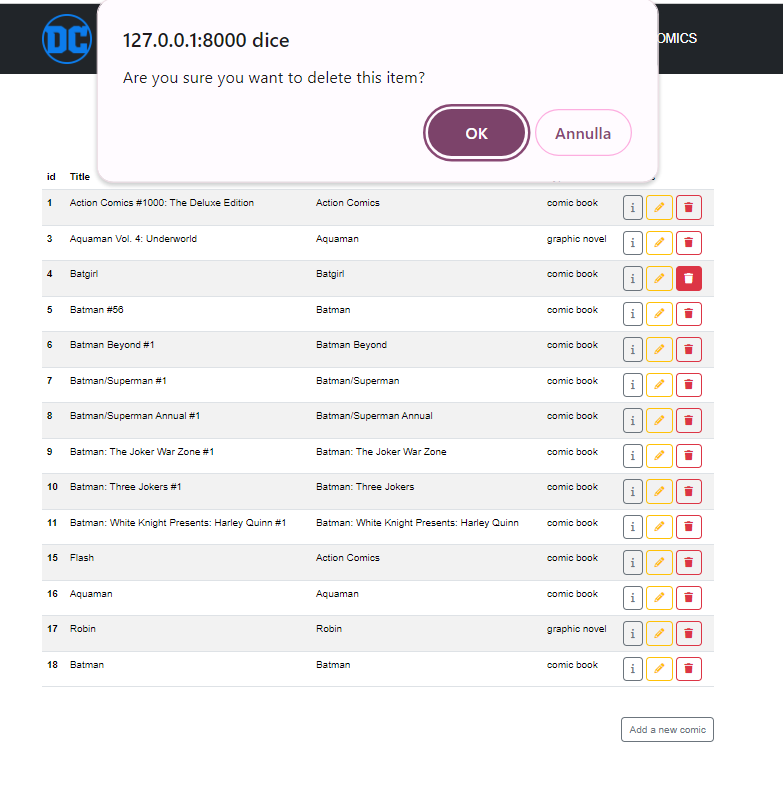 DC
127.0.0.1:8000 dice
OMICS
Are you sure you want to delete this item?
OK Annulla
id Title
1 Action Comics #1000: The Deluxe Edition Action Comics comic book
3 Aquaman Vol. 4: Underworld Aquaman graphic novel
4 Batgirl Batgirl comic book
5 Batman #56 Batman comic book
6 Batman Beyond #1 Batman Beyond comic book
7 Batman/Superman #1 Batman/Superman comic book
8 Batman/Superman Annual #1 Batman/Superman Annual comic book
9 Batman: The Joker War Zone #1 Batman: The Joker War Zone comic book
10 Batman: Three Jokers #1 Batman: Three Jokers comic book
11 Batman: White Knight Presents: Harley Quinn #1 Batman: White Knight Presents: Harley Quinn comic book
15 Flash Action Comics comic book
16 Aquaman Aquaman comic book
17 Robin Robin graphic novel
18 Batman Batman comic book
Add a new comic